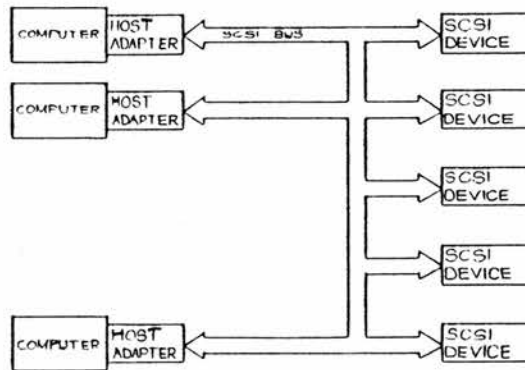 COMPUTER
HOST
ADAPTER
SCSI BUS
SCSI
DEVICE
COMPUTER
HOST
ADAPTER
SCSI
DEVICE
SCSI
DEVICE
SCSI
DEVICE
COMPUTER
HOST
ADAPTER
SCSI
DEVICE